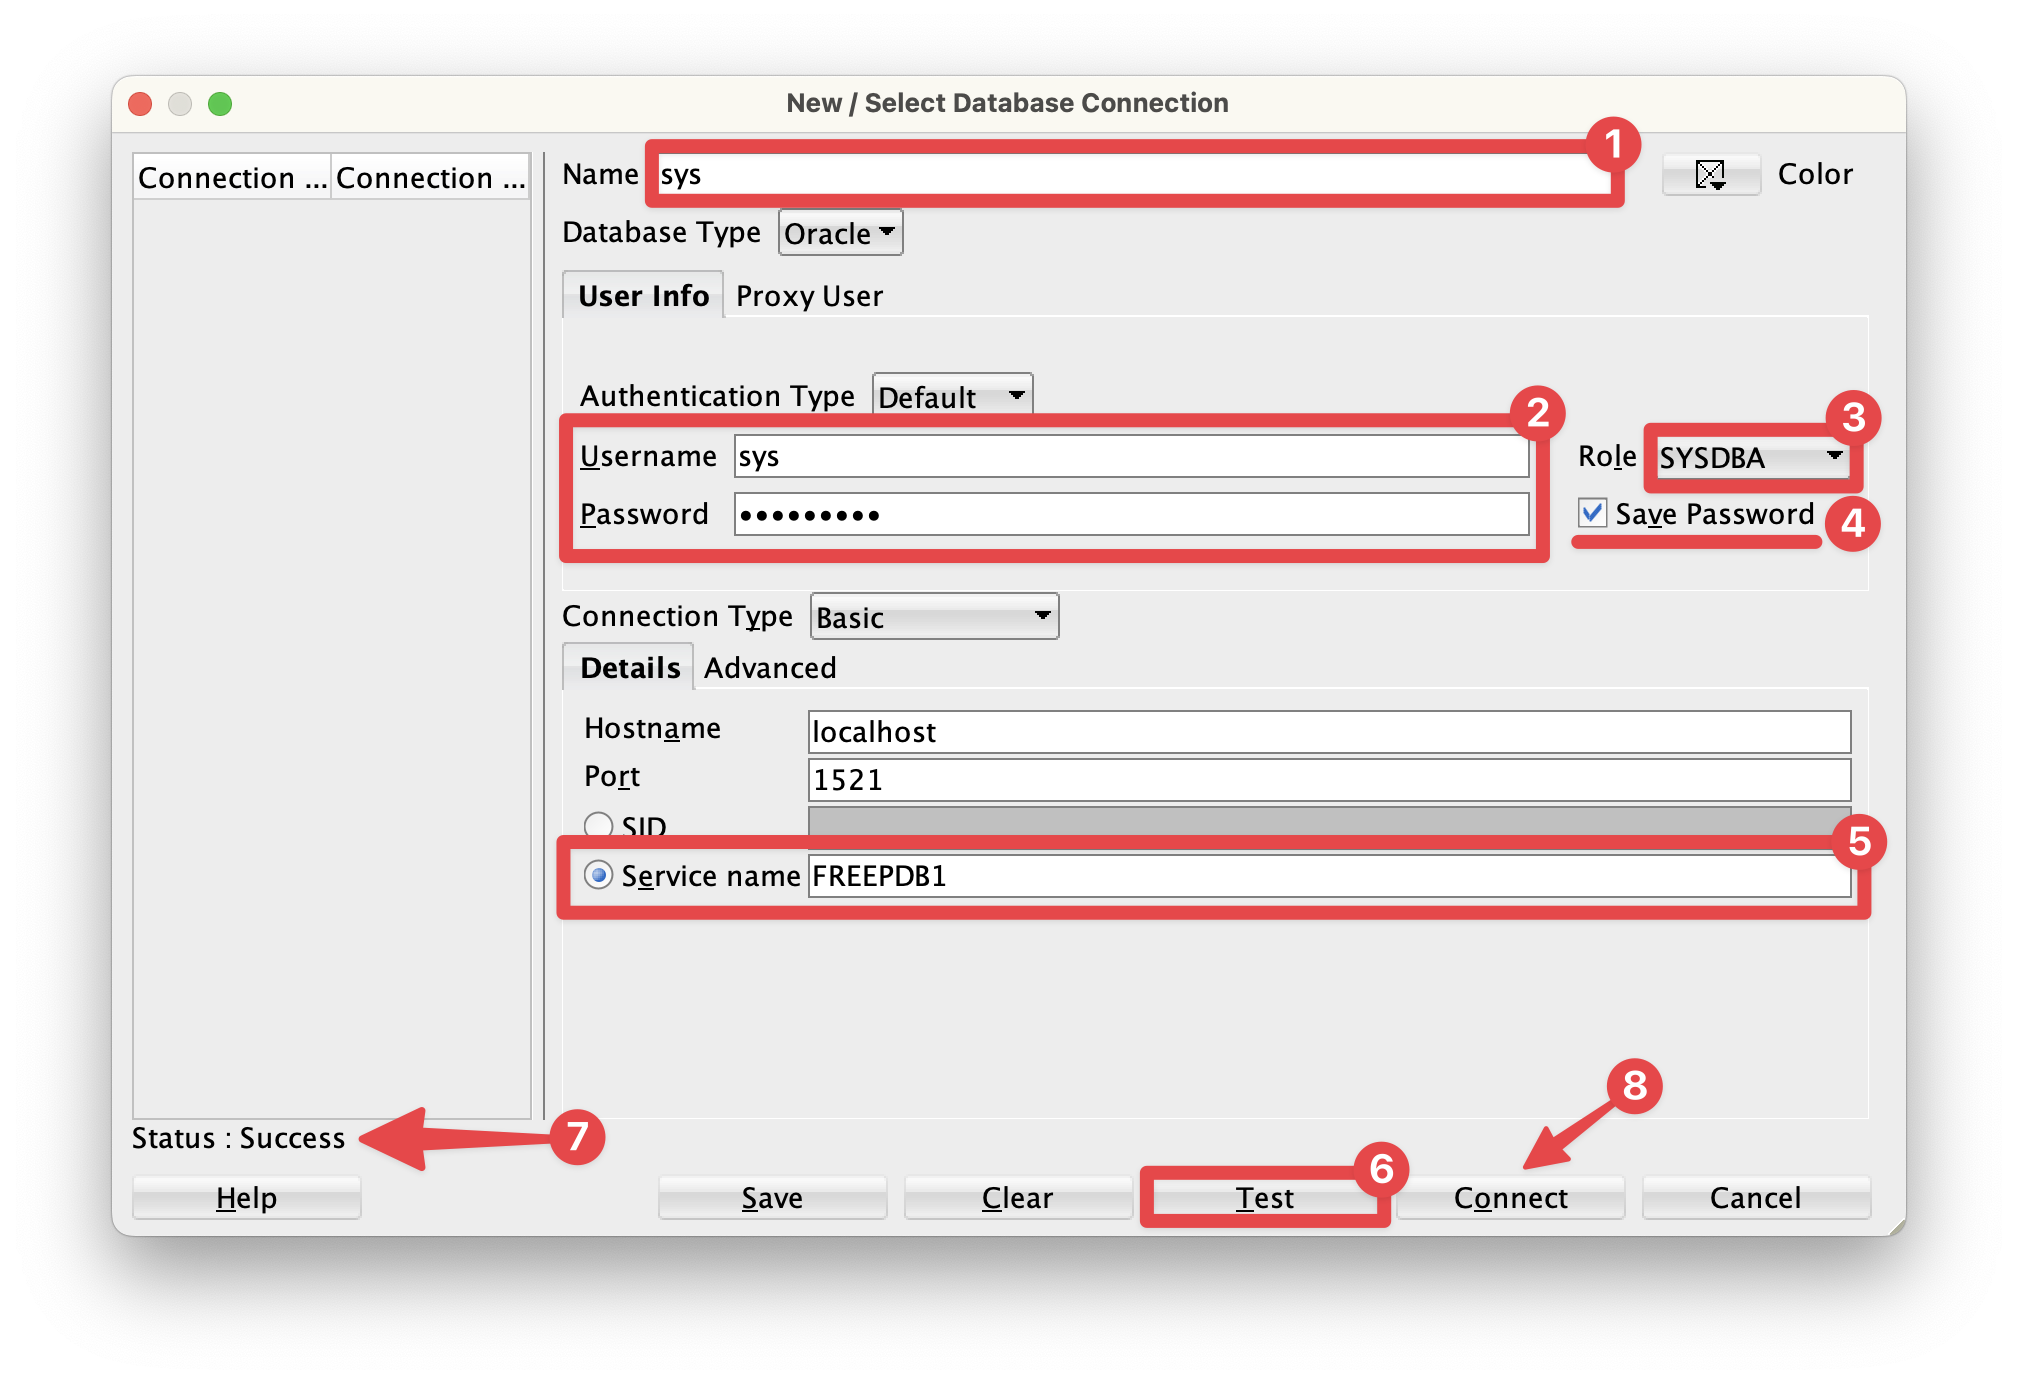 New / Select Database Connection
Connection ... Connection ...
Name sys 1 Color
Database Type Oracle
User Info Proxy User
Authentication Type Default
2 3
Username sys Role SYSDBA
Password ••••••••• Save Password 4
Connection Type Basic
Details Advanced
Hostname localhost
Port 1521
SID
5
Service name FREEPDB1
8
Status : Success 7
6
Help Save Clear Test Connect Cancel